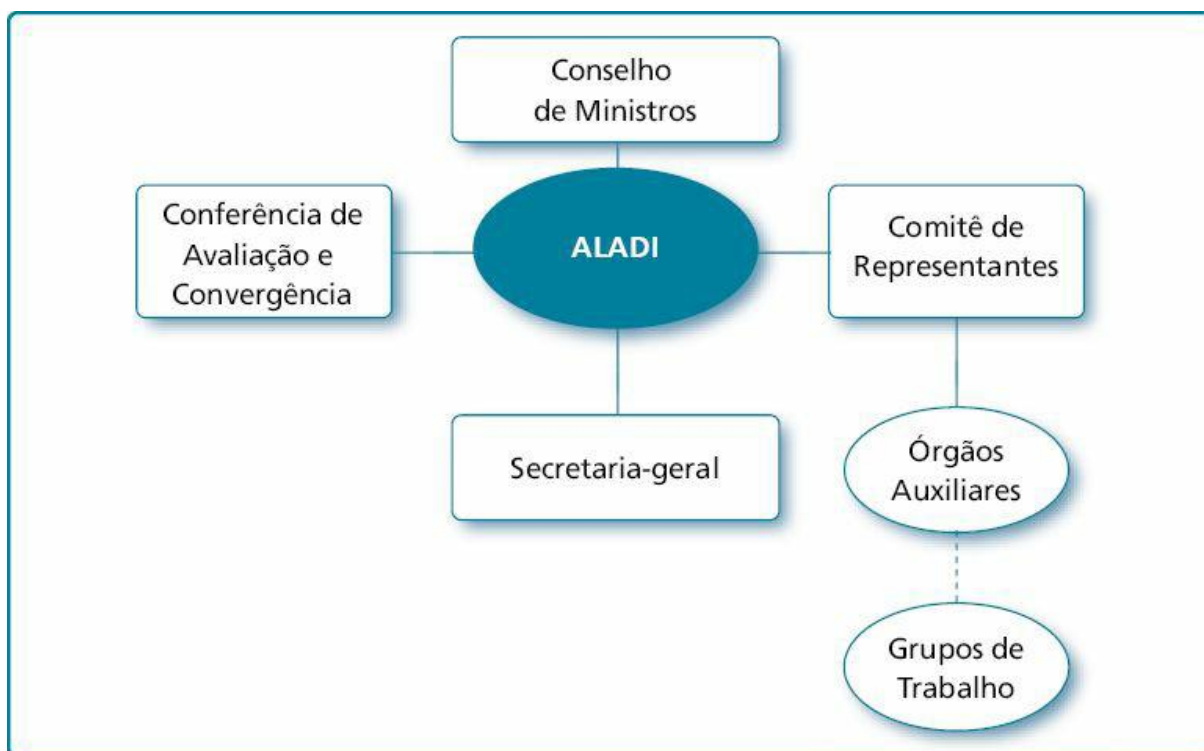 Conselho
de Ministros
Conferência de
Avaliação e
Convergência
ALADI
Comitê de
Representantes
Secretaria-geral
Órgãos
Auxiliares
Grupos de
Trabalho